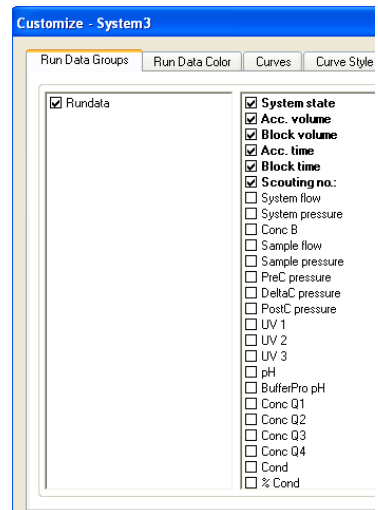 Customize - System3
Run Data Groups Run Data Color Curves Curve Style
Rundata
System state
Acc. volume
Block volume
Acc. time
Block time
Scouting no.:
System flow
System pressure
Conc B
Sample flow
Sample pressure
PreC pressure
DeltaC pressure
PostC pressure
UV 1
UV 2
UV 3
pH
BufferPro pH
Conc Q1
Conc Q2
Conc Q3
Conc Q4
Cond
% Cond